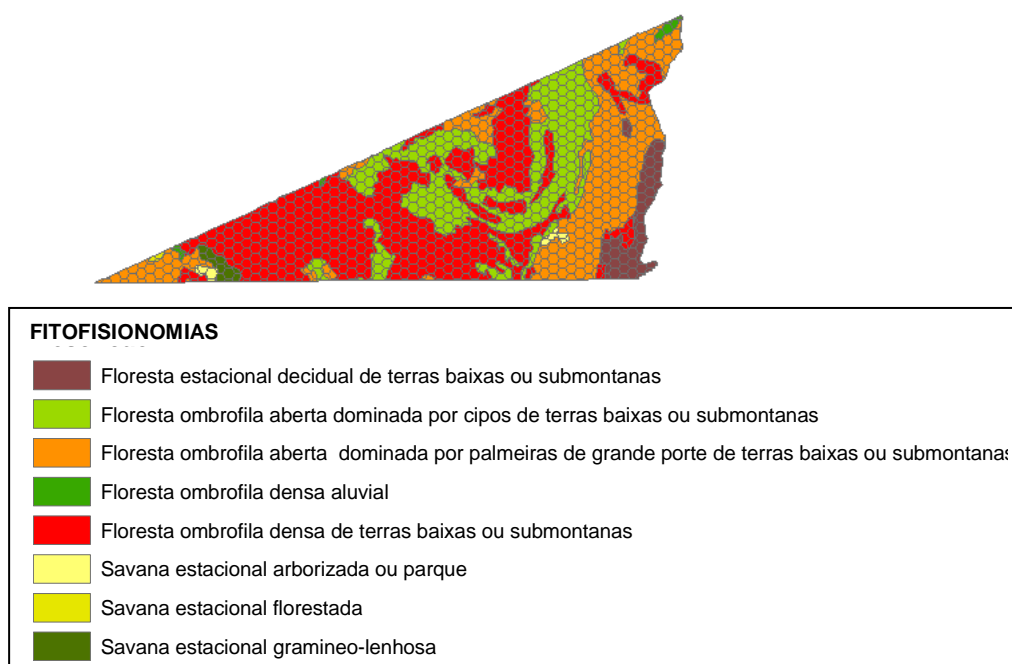 FITOFISIONOMIAS
Floresta estacional decidual de terras baixas ou submontanas
Floresta ombrofila aberta dominada por cipos de terras baixas ou submontanas
Floresta ombrofila aberta dominada por palmeiras de grande porte de terras baixas ou submontanas
Floresta ombrofila densa aluvial
Floresta ombrofila densa de terras baixas ou submontanas
Savana estacional arborizada ou parque
Savana estacional florestada
Savana estacional gramineo-lenhosa